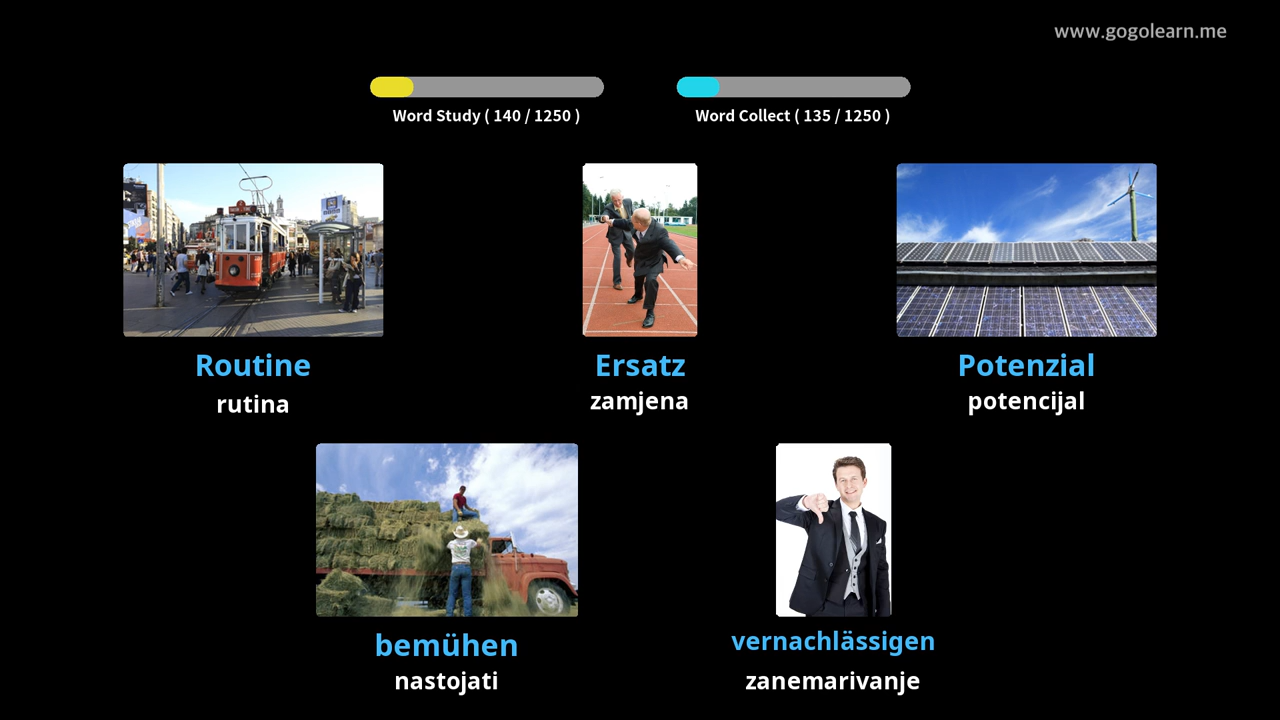 www.gogolearn.me
Word Study ( 140 / 1250 )
Word Collect ( 135 / 1250 )
Routine
rutina
Ersatz
zamjena
Potenzial
potencijal
bemühen
nastojati
vernachlässigen
zanemarivanje